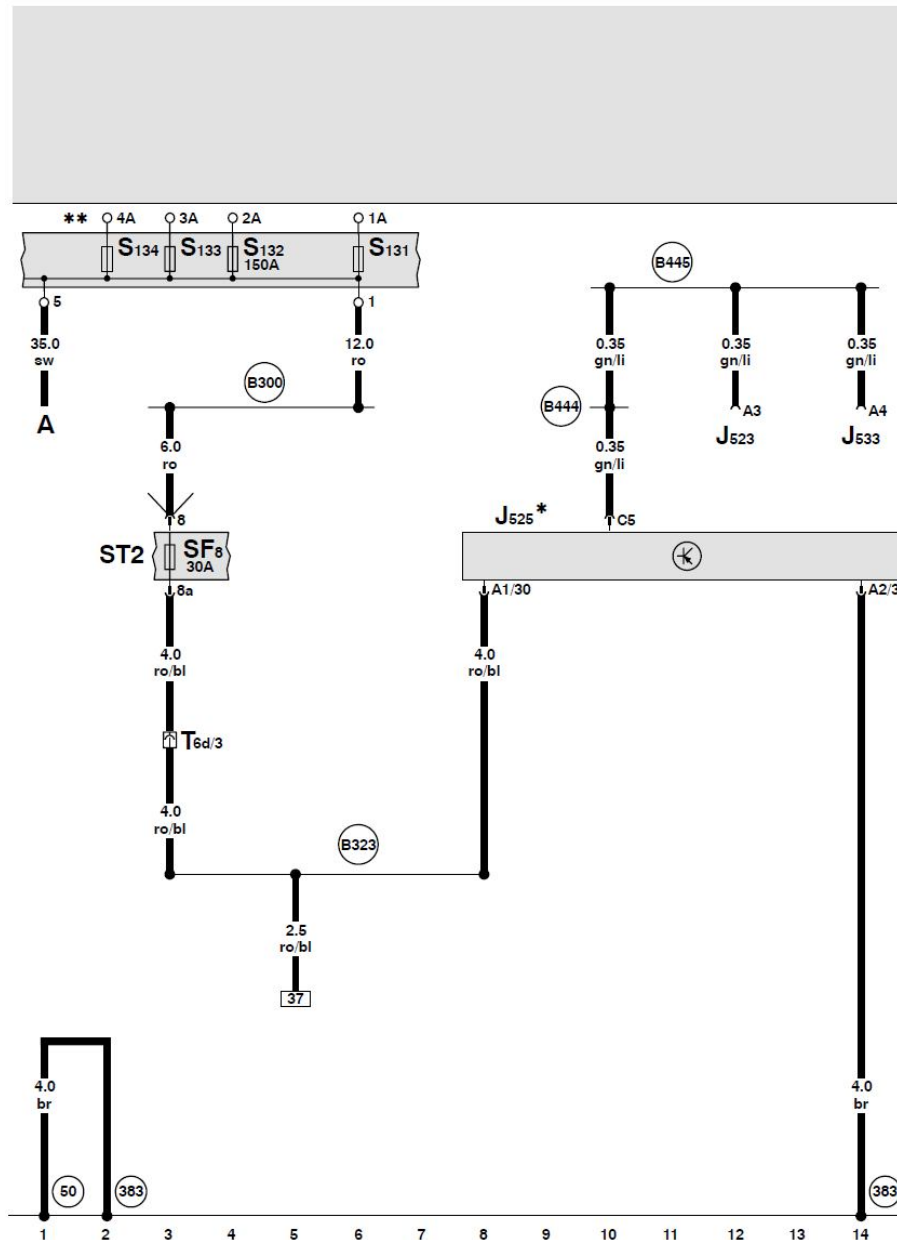 ** 4A 3A 2A 1A
S134 S133 S132 S131
150A
5 1
B445
35.0 12.0 0.35 0.35 0.35
sw ro gn/li gn/li gn/li
B300
B444
A3 A4
A J523 J533
6.0 0.35
ro gn/li
8 J525* C5
ST2 SF8
30A
8a A1/30 A2/3
4.0 4.0
ro/bl ro/bl
T6d/3
4.0
ro/bl
B323
2.5
ro/bl
37
4.0 4.0
br br
50 383 383
1 2 3 4 5 6 7 8 9 10 11 12 13 14